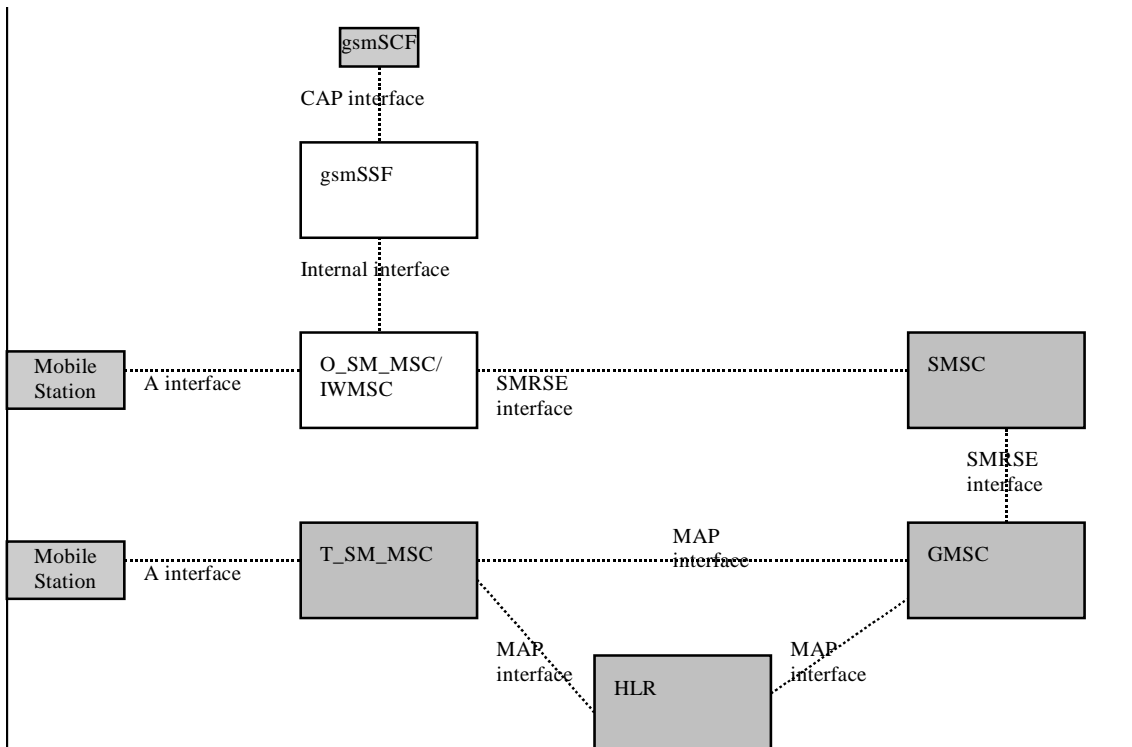 gsmSCF
CAP interface
gsmSSF
Internal interface
Mobile
Station
A interface
O_SM_MSC/
IWMSC
SMRSE
interface
SMSC
SMRSE
interface
Mobile
Station
A interface
T_SM_MSC
MAP
interface
GMSC
MAP
interface
HLR
MAP
interface